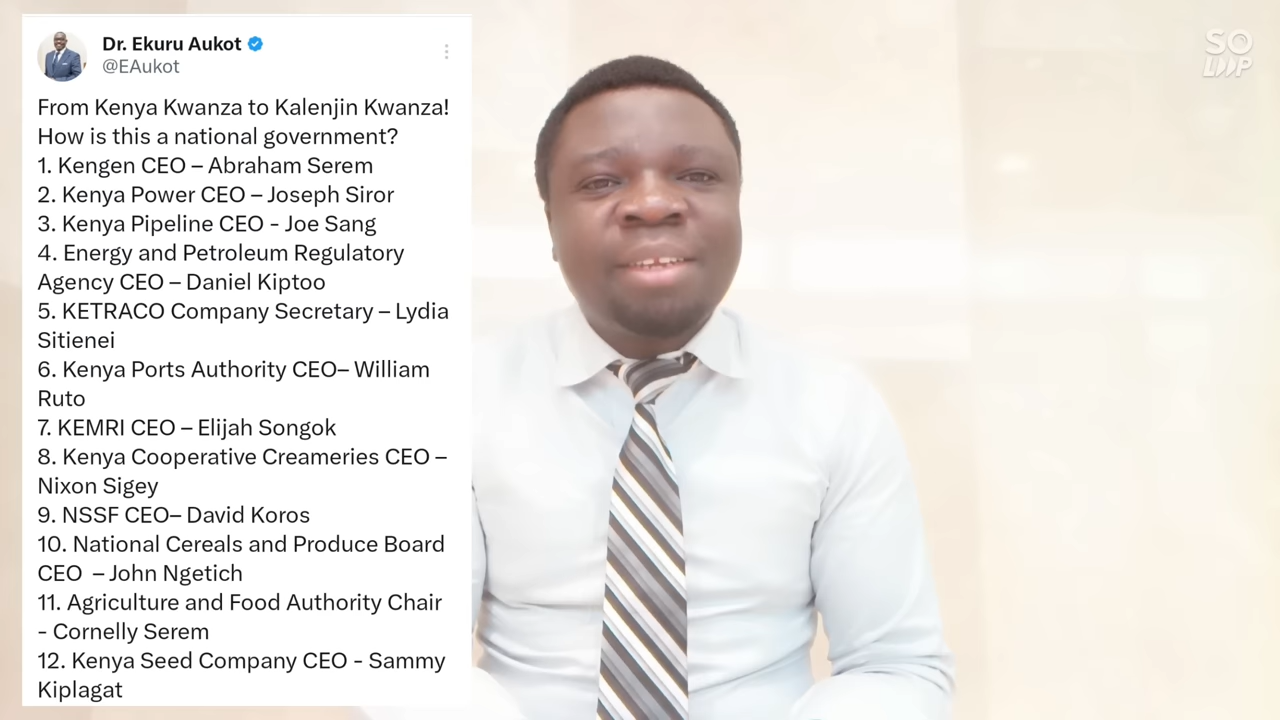 Dr. Ekuru Aukot
@EAukot
From Kenya Kwanza to Kalenjin Kwanza!
How is this a national government?
1. Kengen CEO – Abraham Serem
2. Kenya Power CEO – Joseph Siror
3. Kenya Pipeline CEO - Joe Sang
4. Energy and Petroleum Regulatory
Agency CEO – Daniel Kiptoo
5. KETRACO Company Secretary – Lydia
Sitienei
6. Kenya Ports Authority CEO– William
Ruto
7. KEMRI CEO – Elijah Songok
8. Kenya Cooperative Creameries CEO –
Nixon Sigey
9. NSSF CEO– David Koros
10. National Cereals and Produce Board
CEO – John Ngetich
11. Agriculture and Food Authority Chair
- Cornelly Serem
12. Kenya Seed Company CEO - Sammy
Kiplagat
SO
LOOP